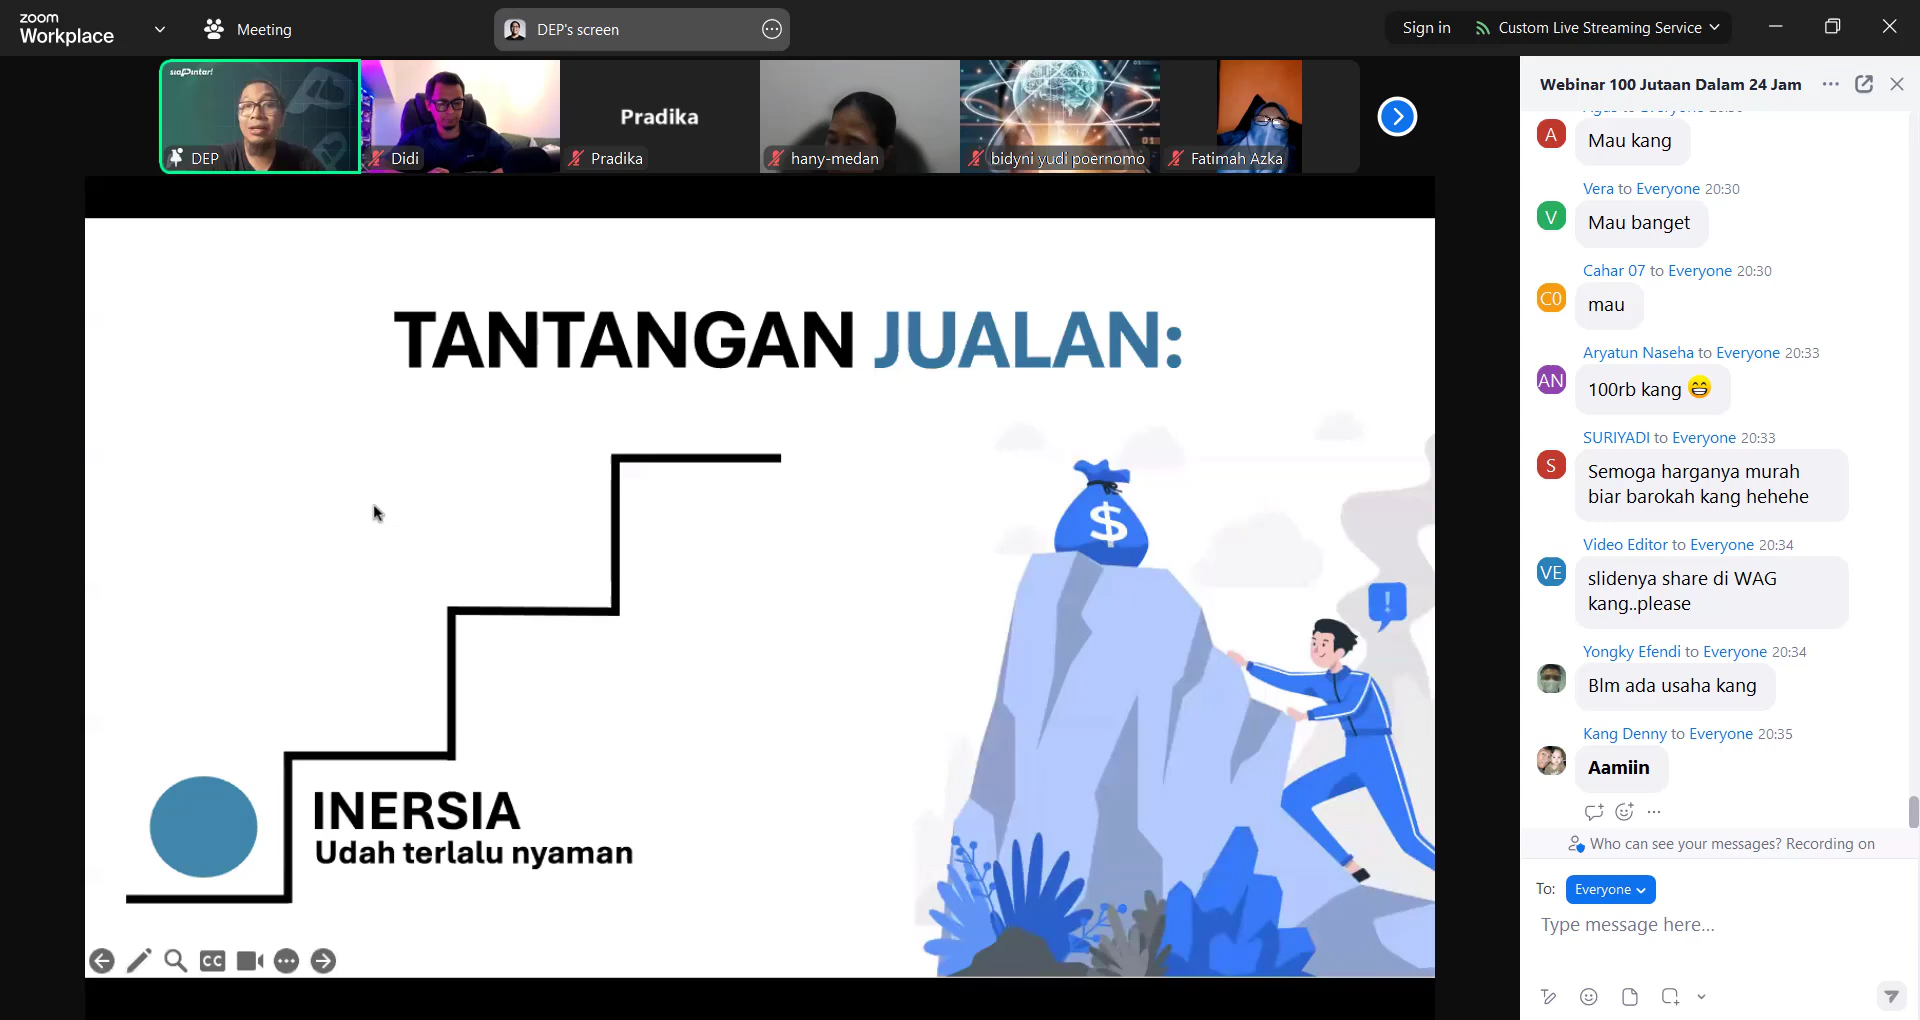 zoom
Workplace
Meeting
DEP's screen
Sign in
Custom Live Streaming Service
siapintar!
DEP
Didi
Pradika
Pradika
hany-medan
bidyni yudi poernomo
Fatimah Azka
TANTANGAN JUALAN:
$
!
INERSIA
Udah terlalu nyaman
CC
Webinar 100 Jutaan Dalam 24 Jam
A
Mau kang
Vera to Everyone 20:30
V
Mau banget
Cahar 07 to Everyone 20:30
C0
mau
Aryatun Naseha to Everyone 20:33
AN
100rb kang 😁
SURIYADI to Everyone 20:33
S
Semoga harganya murah
biar barokah kang hehehe
Video Editor to Everyone 20:34
VE
slidenya share di WAG
kang..please
Yongky Efendi to Everyone 20:34
Blm ada usaha kang
Kang Denny to Everyone 20:35
Aamiin
Who can see your messages? Recording on
To:
Everyone
Type message here...